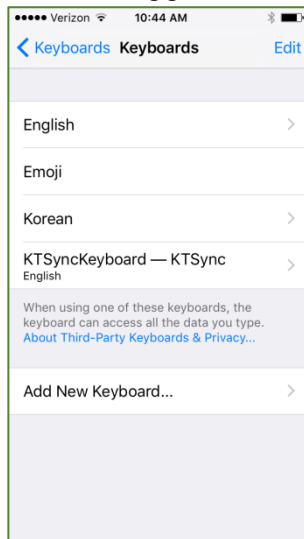 ●●●●● Verizon 10:44 AM
Keyboards Keyboards Edit
English
Emoji
Korean
KTSyncKeyboard — KTSync
English
When using one of these keyboards, the
keyboard can access all the data you type.
About Third-Party Keyboards & Privacy...
Add New Keyboard...